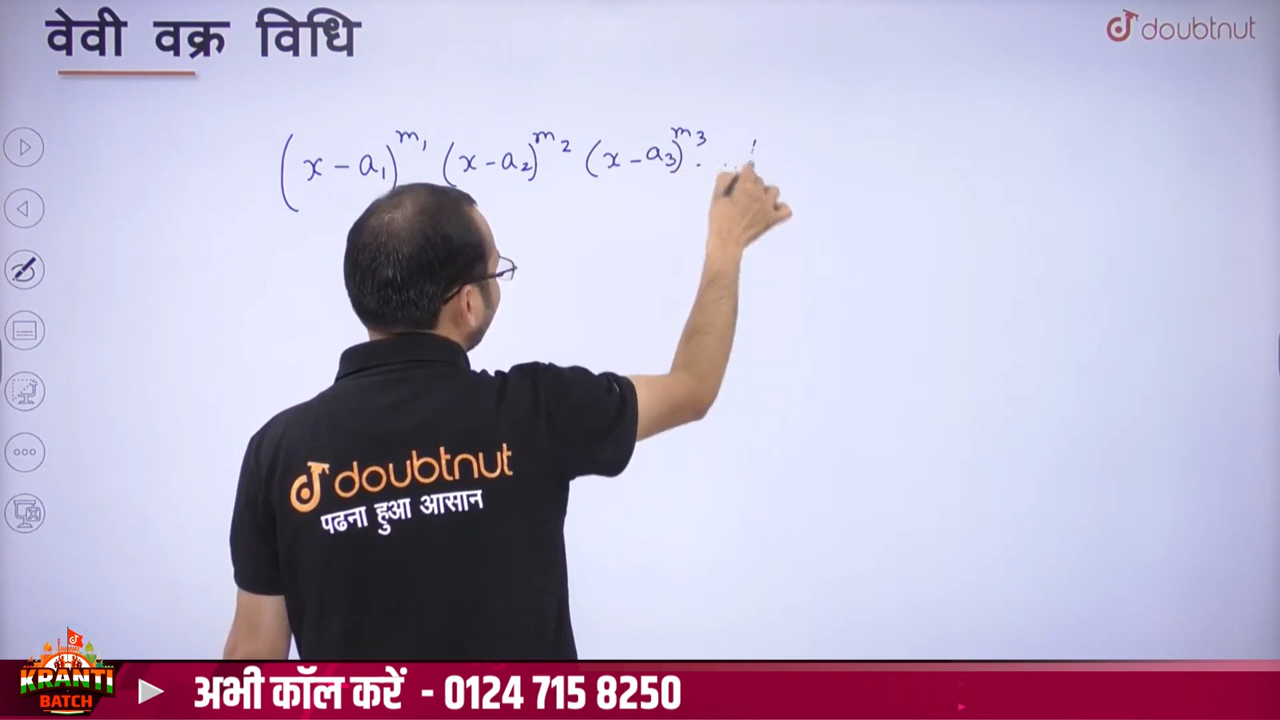 वेवी वक्र विधि
doubtnut
(x - a₁)^m₁ (x - a₂)^m₂ (x - a₃)^m₃ . . . .
doubtnut
पढना हुआ आसान
KRANTI
BATCH
अभी कॉल करें - 0124 715 8250